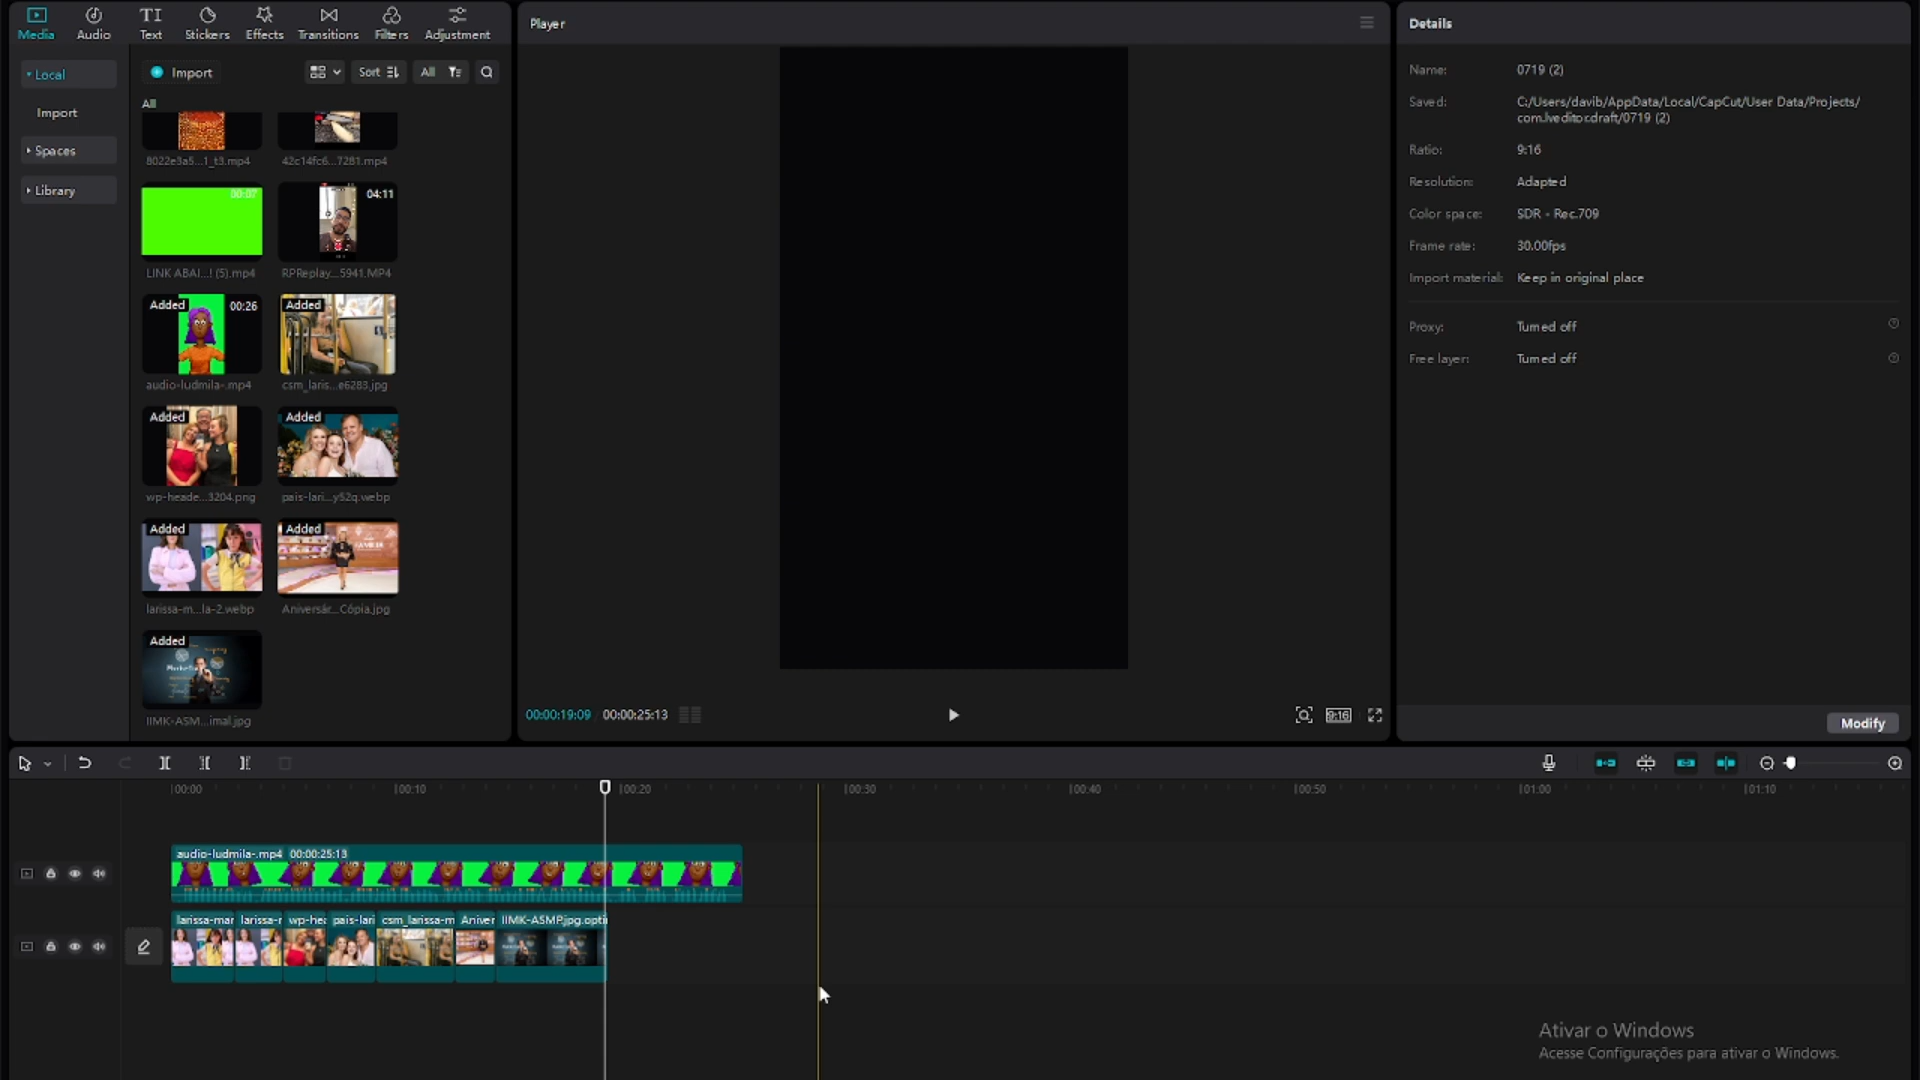 Media
Audio
Text
Stickers
Effects
Transitions
Filters
Adjustment
Local
Import
Spaces
Library
Import
Sort
All
All
8022e3a5...1_t3.mp4
42c14fc6...7281.mp4
00:07
LINK ABAI...! (5).mp4
04:11
RPReplay...5941.MP4
Added 00:26
audio-ludmila-.mp4
Added
csm_laris...e6283.jpg
Added
wp-heade...3204.png
Added
pais-lari...y52q.webp
Added
larissa-m...la-2.webp
Added
Aniversár...Cópia.jpg
Added
IIMK-ASM...imal.jpg
Player
00:00:19:09 00:00:25:13
9:16
Details
Name: 0719 (2)
Saved: C:/Users/davib/AppData/Local/CapCut/User Data/Projects/
com.lveditor.draft/0719 (2)
Ratio: 9:16
Resolution: Adapted
Color space: SDR - Rec.709
Frame rate: 30.00fps
Import material: Keep in original place
Proxy: Turned off
Free layer: Turned off
Modify
00:00 00:10 00:20 00:30 00:40 00:50 01:00 01:10
audio-ludmila-.mp4 00:00:25:13
larissa-mar larissa-r wp-hea pais-lari csm_larissa-m Aniver IIMK-ASMP.jpg.opti
Ativar o Windows
Acesse Configurações para ativar o Windows.